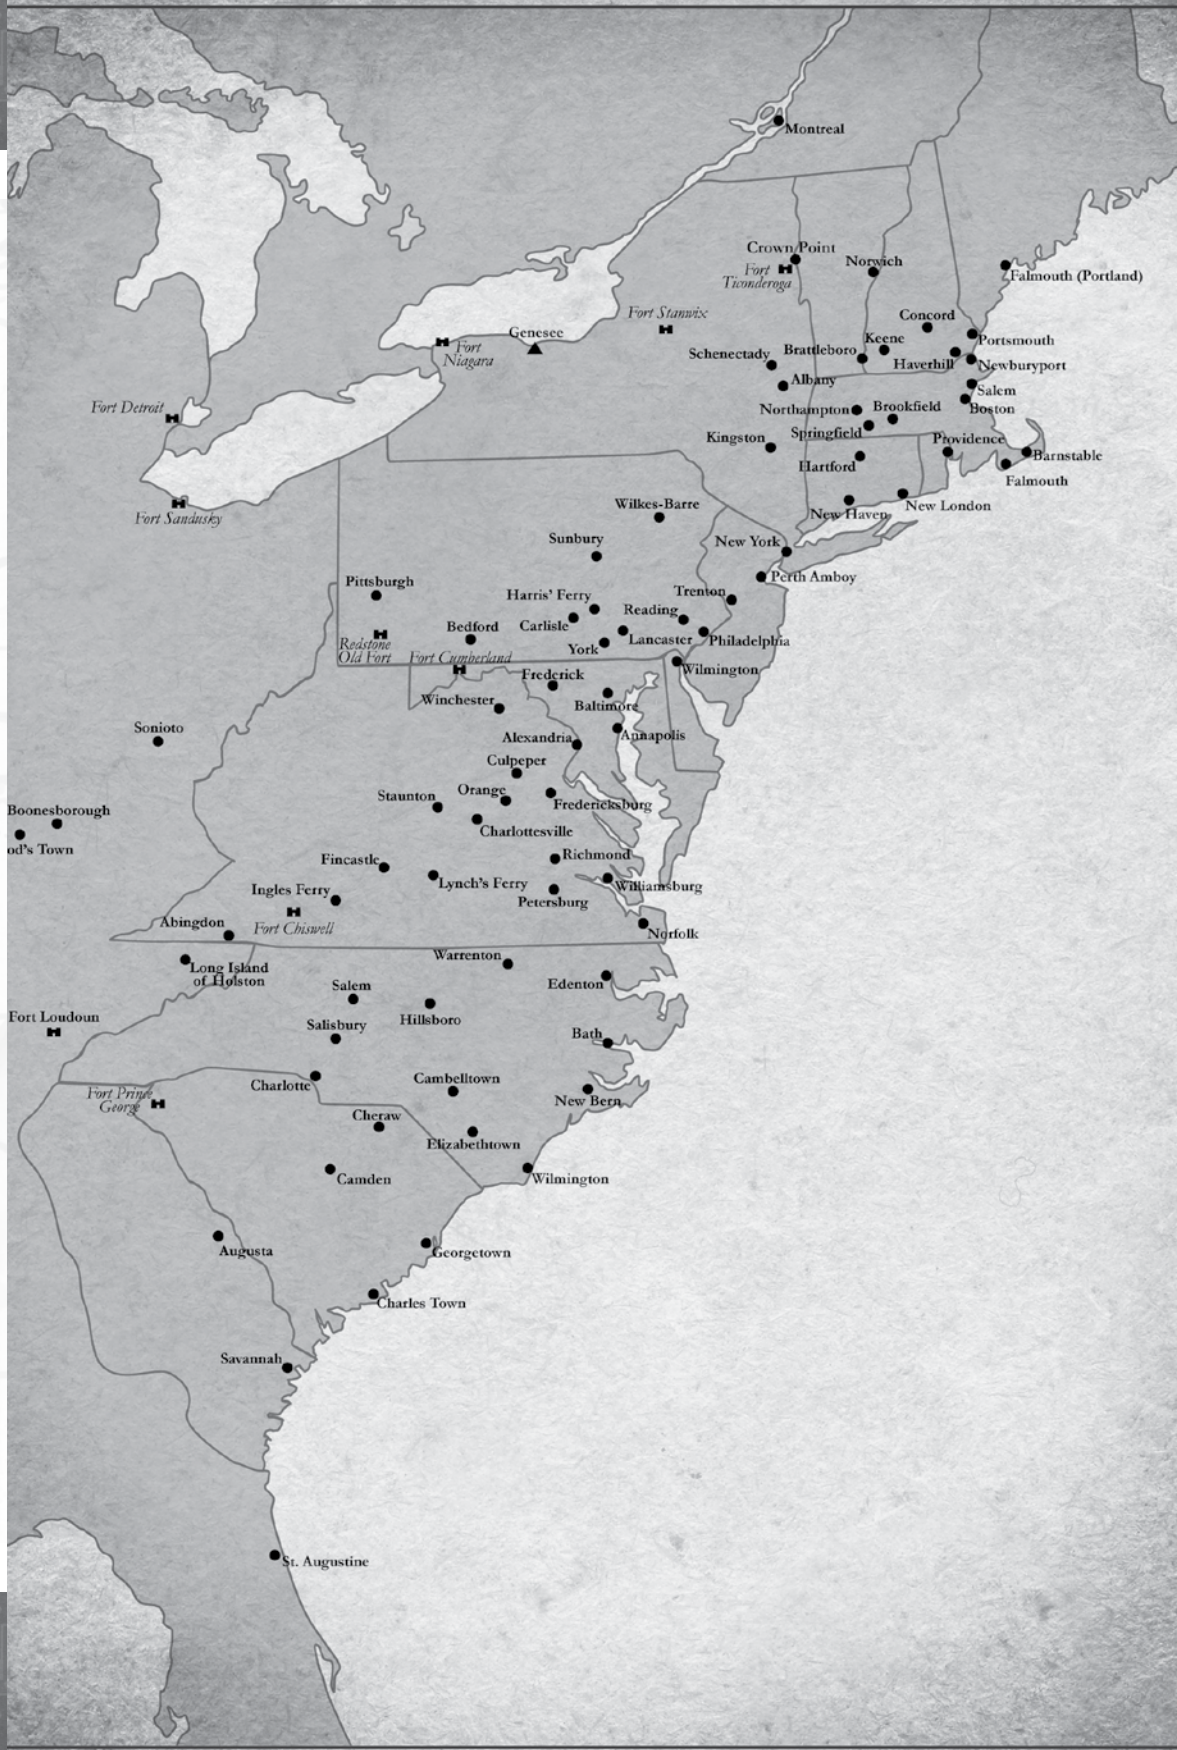 Montreal
Crown Point
Fort
Ticonderoga
Norwich
Falmouth (Portland)
Fort Stanwix
Concord
Genesee
Fort
Niagara
Schenectady
Brattleboro
Keene
Portsmouth
Haverhill
Newburyport
Albany
Salem
Boston
Fort Detroit
Northampton
Brookfield
Springfield
Kingston
Providence
Barnstable
Hartford
Falmouth
Fort Sandusky
Wilkes-Barre
New Haven
New London
Sunbury
New York
Perth Amboy
Pittsburgh
Harris' Ferry
Trenton
Reading
Bedford
Carlisle
Lancaster
Philadelphia
Redstone
Old Fort
York
Fort Cumberland
Wilmington
Frederick
Winchester
Baltimore
Sonioto
Alexandria
Annapolis
Culpeper
Staunton
Orange
Fredericksburg
Boonesborough
Charlottesville
od's Town
Fincastle
Richmond
Lynch's Ferry
Williamsburg
Ingles Ferry
Petersburg
Abingdon
Fort Chiswell
Norfolk
Warrenton
Long Island
of Holston
Salem
Edenton
Fort Loudoun
Hillsboro
Salisbury
Bath
Charlotte
Cambelltown
Fort Prince
George
New Bern
Cheraw
Elizabethtown
Camden
Wilmington
Augusta
Georgetown
Charles Town
Savannah
St. Augustine